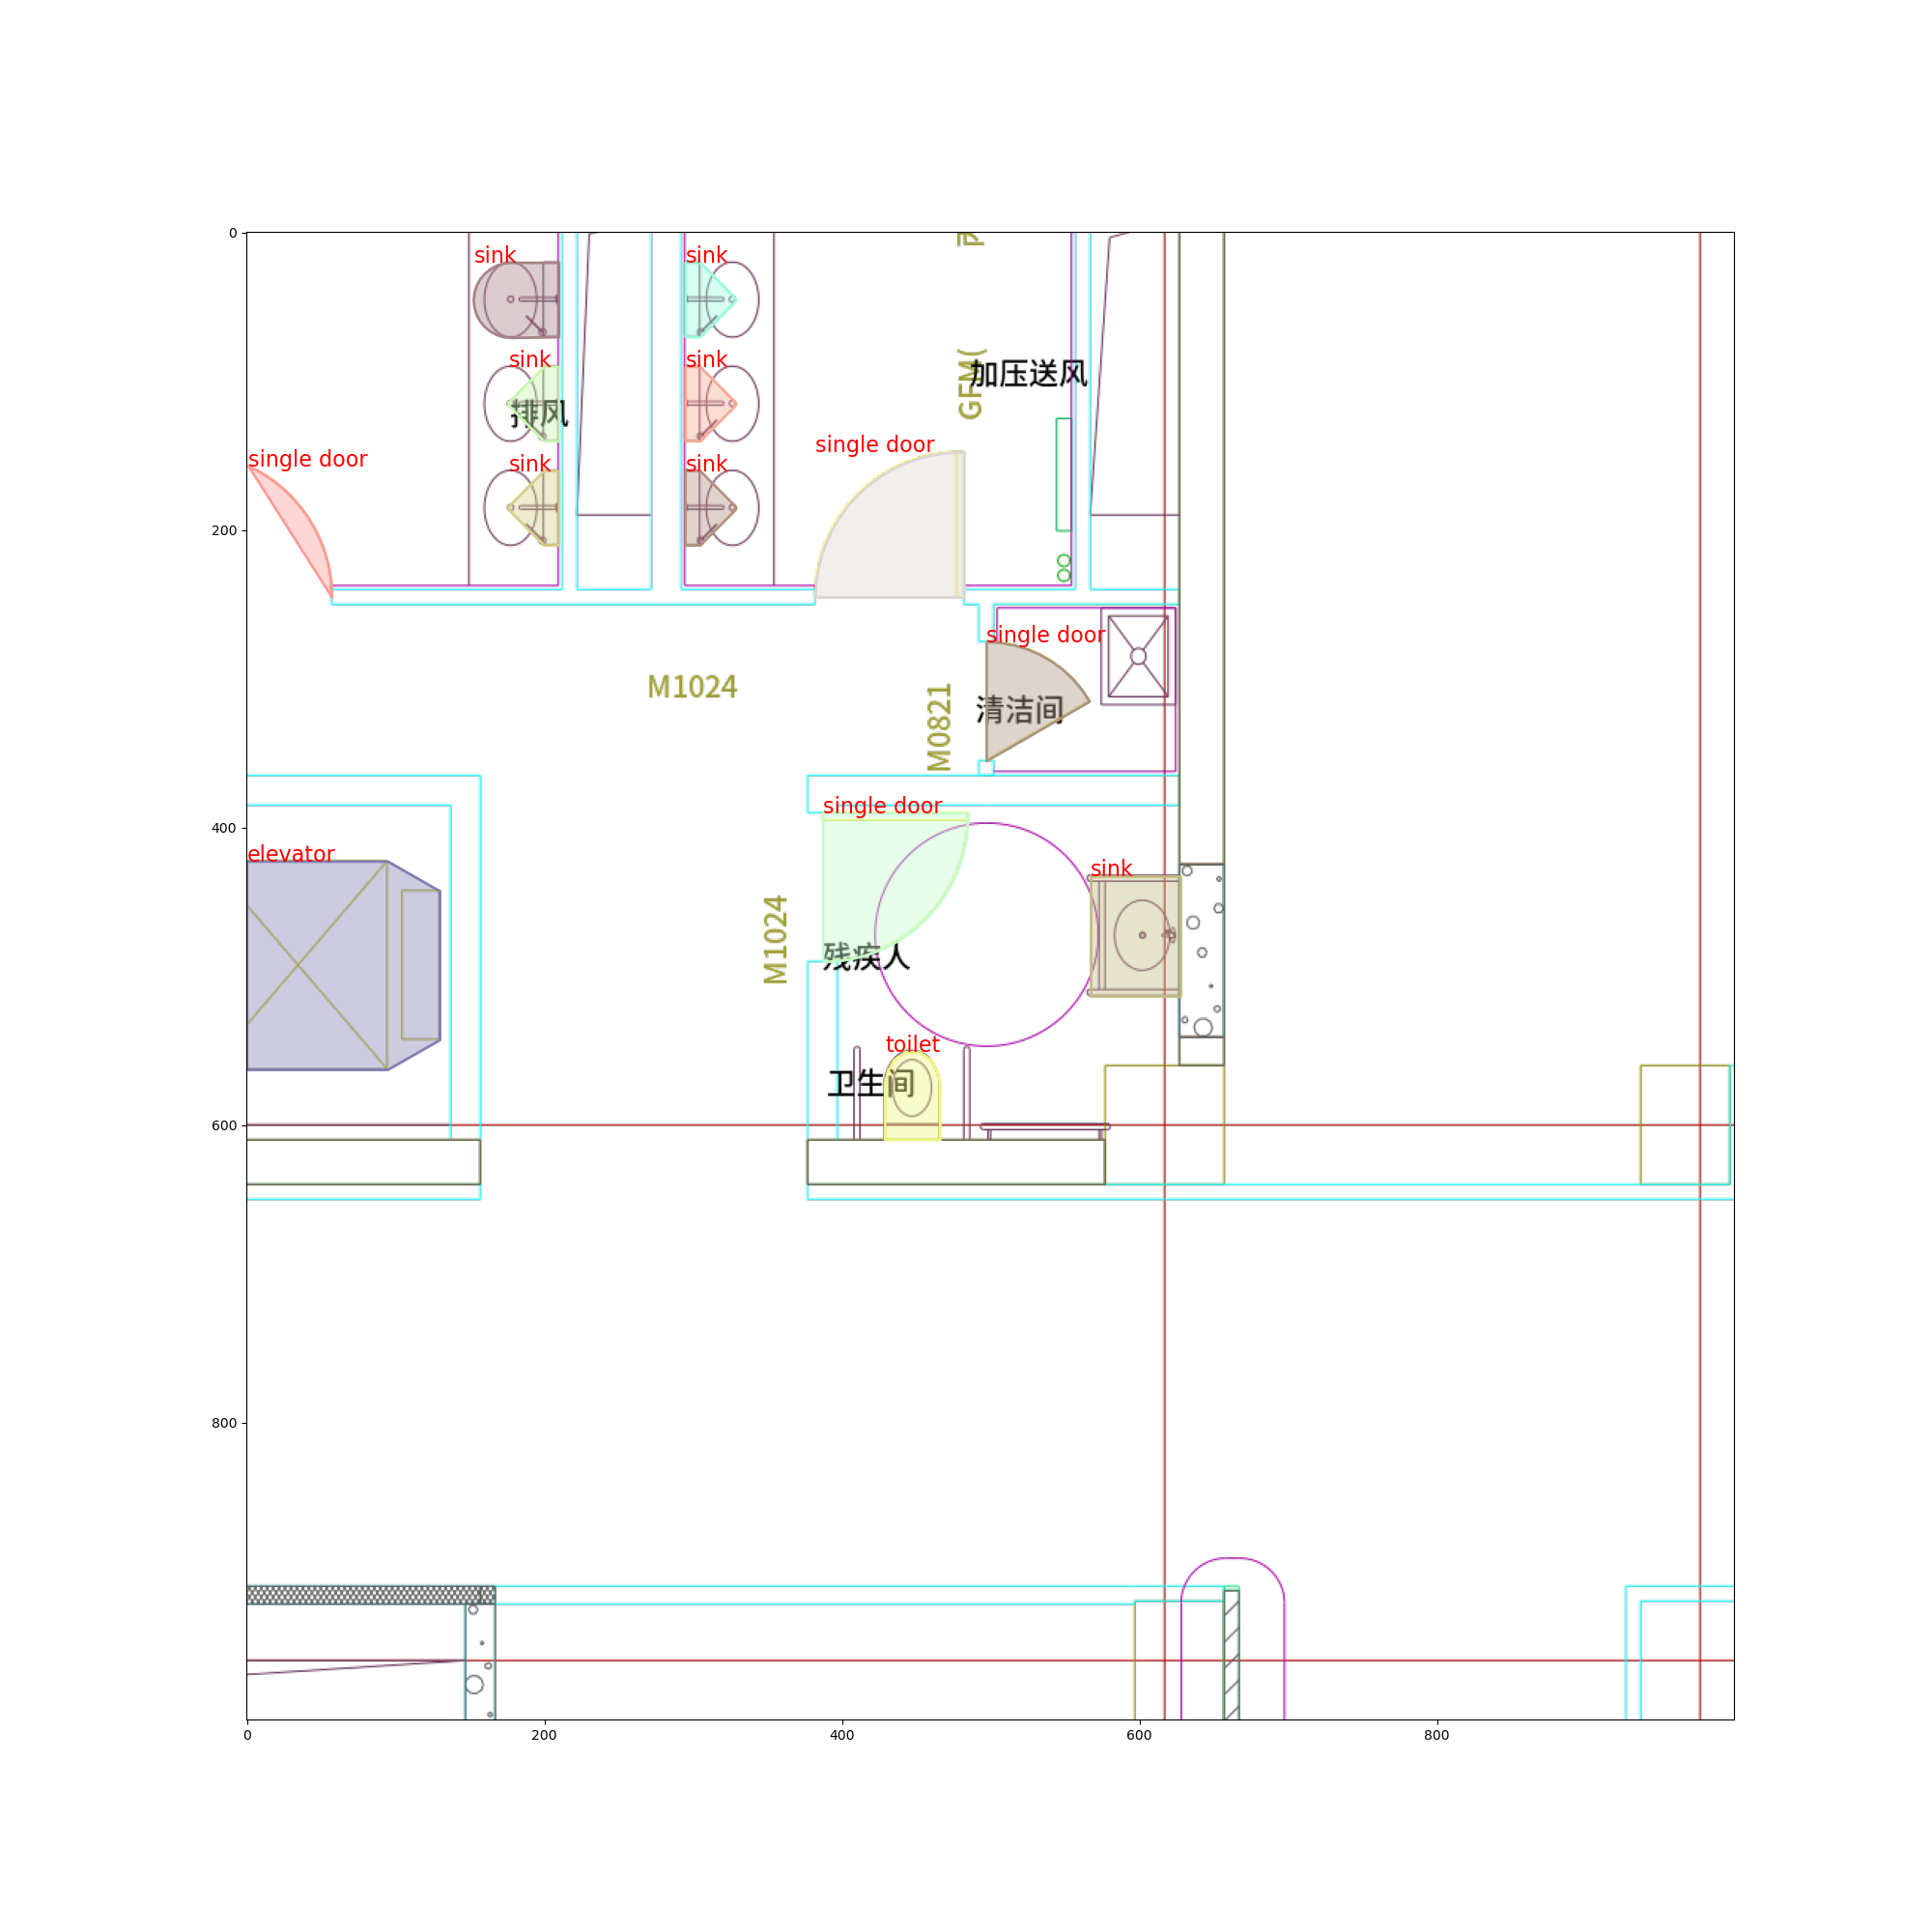 0
sink
sink
sink
sink
GFM(
加压送风
排风
single door
single door
sink
sink
200
single door
M1024
M0821
清洁间
single door
400
elevator
sink
M1024
残疾人
toilet
卫生间
600
800
0
200
400
600
800